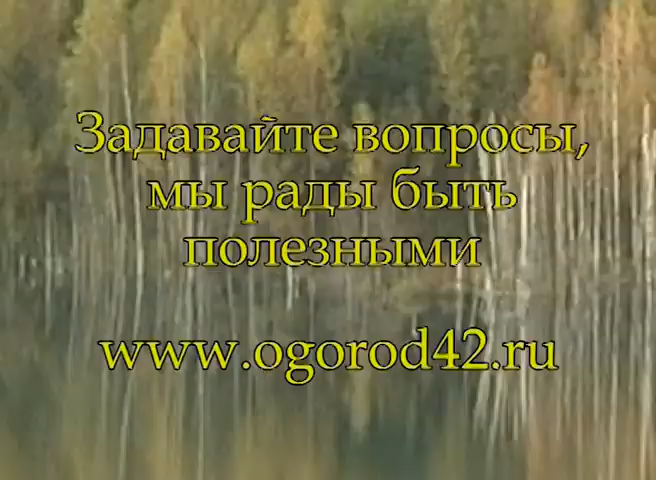 Задавайте вопросы,
мы рады быть
полезными
www.ogorod42.ru